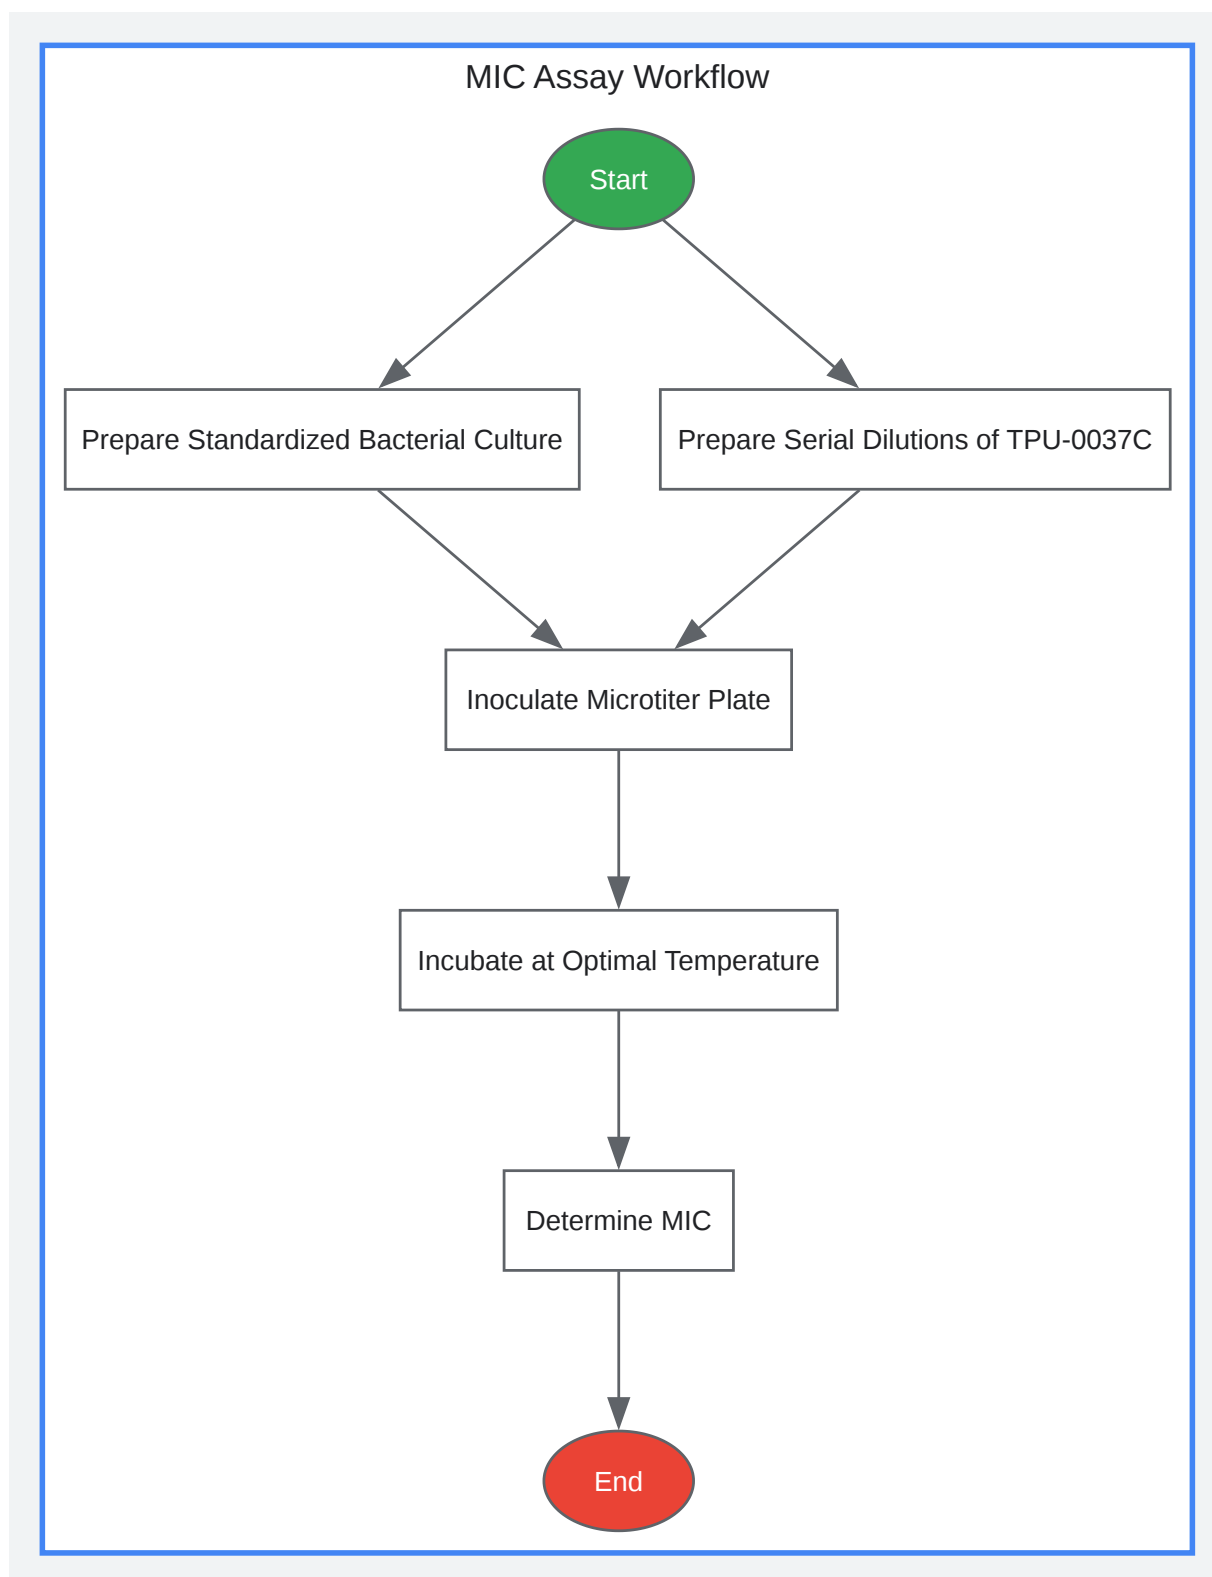 MIC Assay Workflow
Start
Prepare Standardized Bacterial Culture
Prepare Serial Dilutions of TPU-0037C
Inoculate Microtiter Plate
Incubate at Optimal Temperature
Determine MIC
End